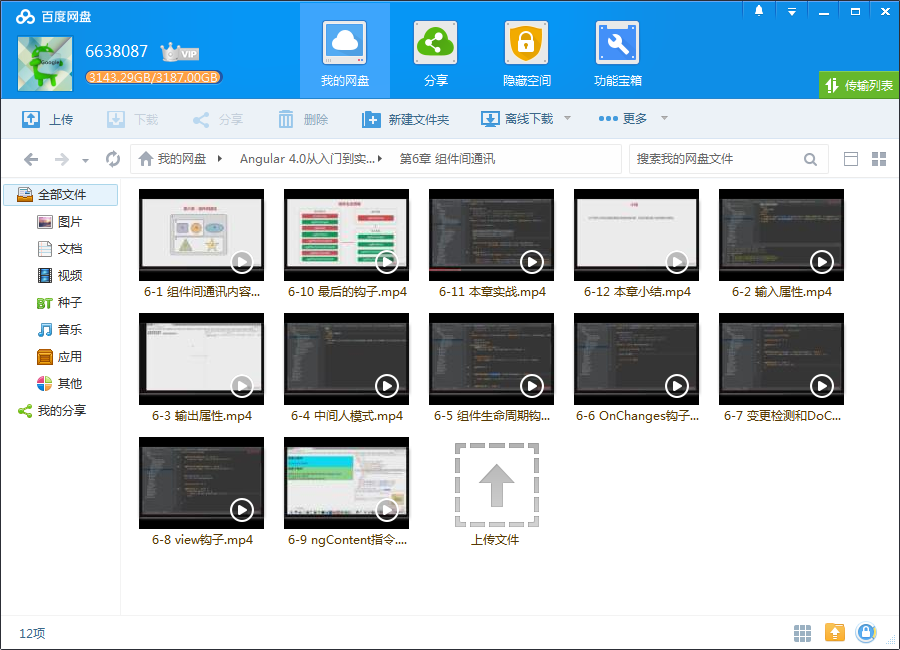 百度网盘
6638087 VIP
3143.29GB/3187.00GB
我的网盘
分享
隐藏空间
功能宝箱
传输列表
上传
下载
分享
删除
新建文件夹
离线下载
更多
我的网盘
Angular 4.0从入门到实...
第6章 组件间通讯
搜索我的网盘文件
全部文件
图片
文档
视频
BT 种子
音乐
应用
其他
我的分享
6-1 组件间通讯内容...
6-10 最后的钩子.mp4
6-11 本章实战.mp4
6-12 本章小结.mp4
6-2 输入属性.mp4
6-3 输出属性.mp4
6-4 中间人模式.mp4
6-5 组件生命周期钩...
6-6 OnChanges钩子...
6-7 变更检测和DoC...
6-8 view钩子.mp4
6-9 ngContent指令....
上传文件
12项